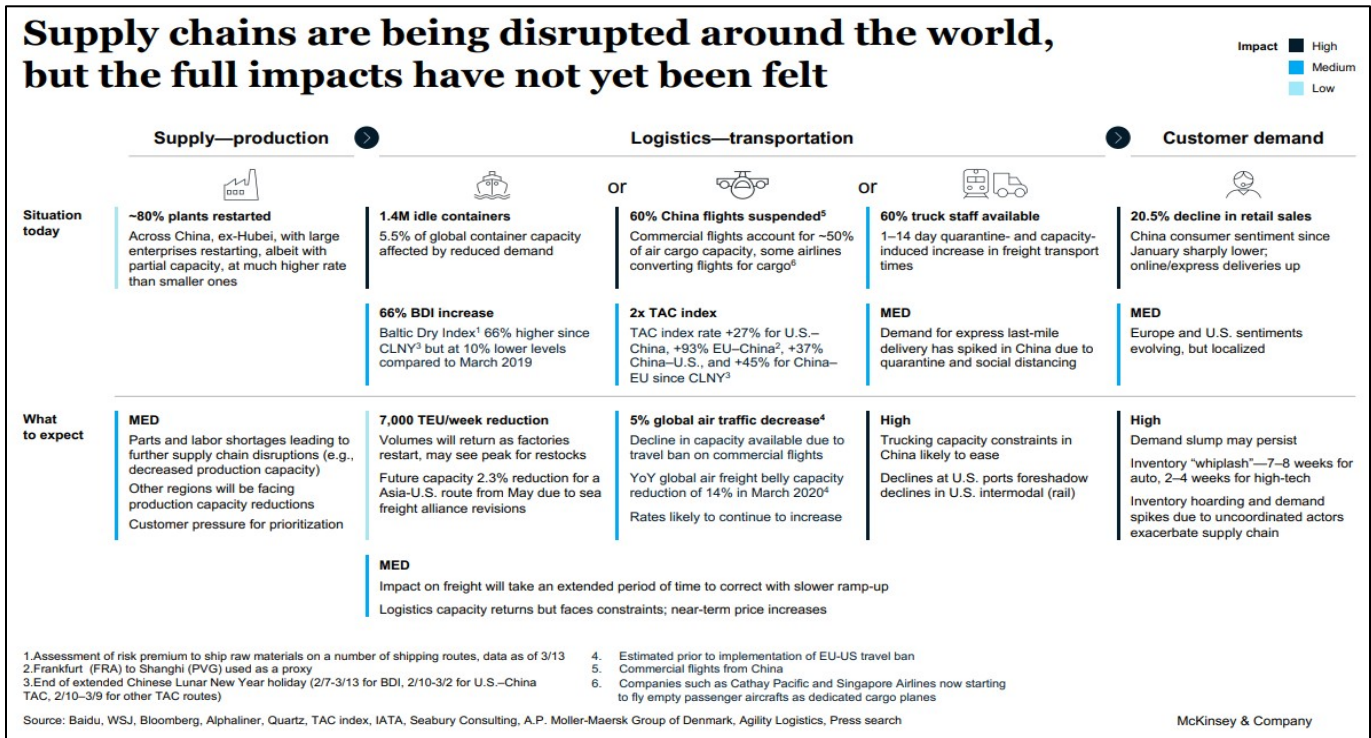 Supply chains are being disrupted around the world,
but the full impacts have not yet been felt
Impact
High
Medium
Low
Supply—production
Logistics—transportation
Customer demand
or
or
Situation
today
~80% plants restarted
Across China, ex-Hubei, with large
enterprises restarting, albeit with
partial capacity, at much higher rate
than smaller ones
1.4M idle containers
5.5% of global container capacity
affected by reduced demand
60% China flights suspended⁵
Commercial flights account for ~50%
of air cargo capacity, some airlines
converting flights for cargo⁶
60% truck staff available
1–14 day quarantine- and capacity-
induced increase in freight transport
times
20.5% decline in retail sales
China consumer sentiment since
January sharply lower;
online/express deliveries up
66% BDI increase
Baltic Dry Index¹ 66% higher since
CLNY³ but at 10% lower levels
compared to March 2019
2x TAC index
TAC index rate +27% for U.S.–
China, +93% EU–China², +37%
China–U.S., and +45% for China–
EU since CLNY³
MED
Demand for express last-mile
delivery has spiked in China due to
quarantine and social distancing
MED
Europe and U.S. sentiments
evolving, but localized
What
to expect
MED
Parts and labor shortages leading to
further supply chain disruptions (e.g.,
decreased production capacity)
Other regions will be facing
production capacity reductions
Customer pressure for prioritization
7,000 TEU/week reduction
Volumes will return as factories
restart, may see peak for restocks
Future capacity 2.3% reduction for a
Asia-U.S. route from May due to sea
freight alliance revisions
5% global air traffic decrease⁴
Decline in capacity available due to
travel ban on commercial flights
YoY global air freight belly capacity
reduction of 14% in March 2020⁴
Rates likely to continue to increase
High
Trucking capacity constraints in
China likely to ease
Declines at U.S. ports foreshadow
declines in U.S. intermodal (rail)
High
Demand slump may persist
Inventory “whiplash”—7–8 weeks for
auto, 2–4 weeks for high-tech
Inventory hoarding and demand
spikes due to uncoordinated actors
exacerbate supply chain
MED
Impact on freight will take an extended period of time to correct with slower ramp-up
Logistics capacity returns but faces constraints; near-term price increases
1.Assessment of risk premium to ship raw materials on a number of shipping routes, data as of 3/13
2.Frankfurt (FRA) to Shanghi (PVG) used as a proxy
3.End of extended Chinese Lunar New Year holiday (2/7-3/13 for BDI, 2/10-3/2 for U.S.–China
TAC, 2/10–3/9 for other TAC routes)
4. Estimated prior to implementation of EU-US travel ban
5. Commercial flights from China
6. Companies such as Cathay Pacific and Singapore Airlines now starting
to fly empty passenger aircrafts as dedicated cargo planes
Source: Baidu, WSJ, Bloomberg, Alphaliner, Quartz, TAC index, IATA, Seabury Consulting, A.P. Moller-Maersk Group of Denmark, Agility Logistics, Press search
McKinsey & Company